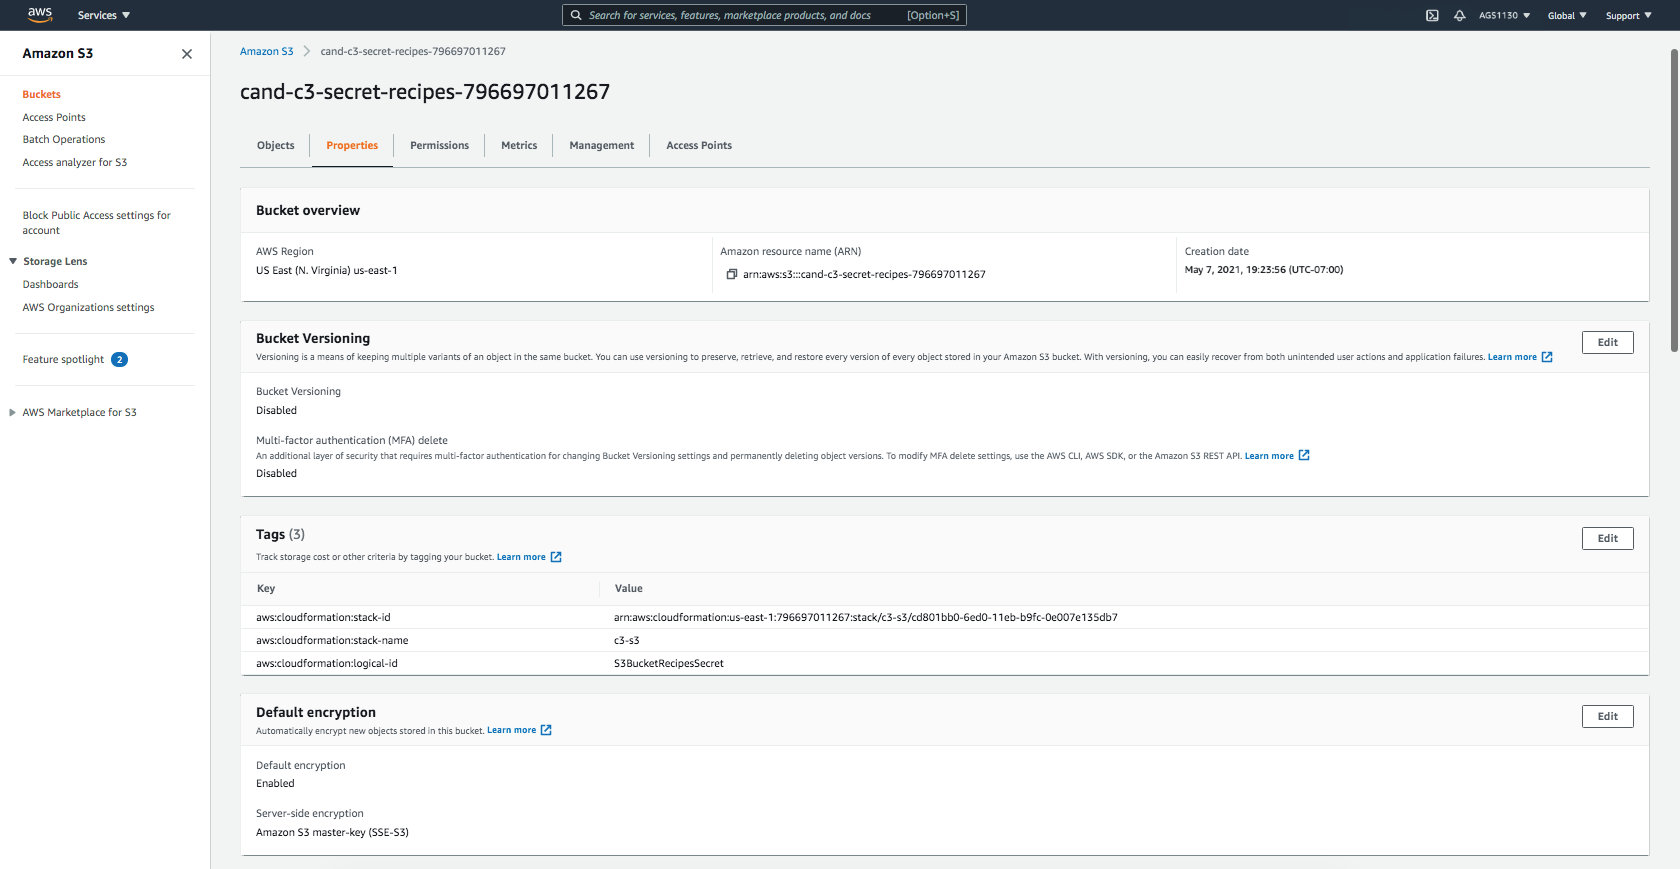 aws
Services ▼
Search for services, features, marketplace products, and docs [Option+S]
AGS1130 ▼
Global ▼
Support ▼
Amazon S3
Buckets
Access Points
Batch Operations
Access analyzer for S3
Block Public Access settings for
account
Storage Lens
Dashboards
AWS Organizations settings
Feature spotlight 2
AWS Marketplace for S3
Amazon S3 > cand-c3-secret-recipes-796697011267
cand-c3-secret-recipes-796697011267
Objects Properties Permissions Metrics Management Access Points
Bucket overview
AWS Region
US East (N. Virginia) us-east-1
Amazon resource name (ARN)
arn:aws:s3:::cand-c3-secret-recipes-796697011267
Creation date
May 7, 2021, 19:23:56 (UTC-07:00)
Bucket Versioning
Edit
Versioning is a means of keeping multiple variants of an object in the same bucket. You can use versioning to preserve, retrieve, and restore every version of every object stored in your Amazon S3 bucket. With versioning, you can easily recover from both unintended user actions and application failures. Learn more
Bucket Versioning
Disabled
Multi-factor authentication (MFA) delete
An additional layer of security that requires multi-factor authentication for changing Bucket Versioning settings and permanently deleting object versions. To modify MFA delete settings, use the AWS CLI, AWS SDK, or the Amazon S3 REST API. Learn more
Disabled
Tags (3)
Edit
Track storage cost or other criteria by tagging your bucket. Learn more
Key Value
aws:cloudformation:stack-id arn:aws:cloudformation:us-east-1:796697011267:stack/c3-s3/cd801bb0-6ed0-11eb-b9fc-0e007e135db7
aws:cloudformation:stack-name c3-s3
aws:cloudformation:logical-id S3BucketRecipesSecret
Default encryption
Edit
Automatically encrypt new objects stored in this bucket. Learn more
Default encryption
Enabled
Server-side encryption
Amazon S3 master-key (SSE-S3)